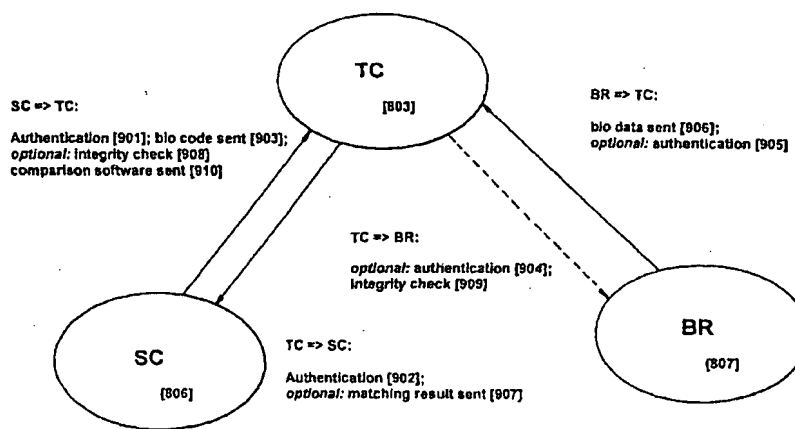 TC
[803]
SC => TC:
Authentication [901]; bio code sent [903];
optional: integrity check [908]
comparison software sent [910]
BR => TC:
bio data sent [906];
optional: authentication [905]
TC => BR:
optional: authentication [904];
integrity check [909]
SC
[806]
TC => SC:
Authentication [902];
optional: matching result sent [907]
BR
[807]